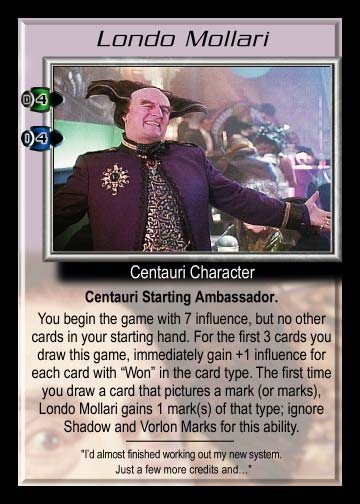 Londo Mollari
D4
I4
Centauri Character
Centauri Starting Ambassador.
You begin the game with 7 influence, but no other
cards in your starting hand. For the first 3 cards you
draw this game, immediately gain +1 influence for
each card with “Won” in the card type. The first time
you draw a card that pictures a mark (or marks),
Londo Mollari gains 1 mark(s) of that type; ignore
Shadow and Vorlon Marks for this ability.
"I'd almost finished working out my new system.
Just a few more credits and..."